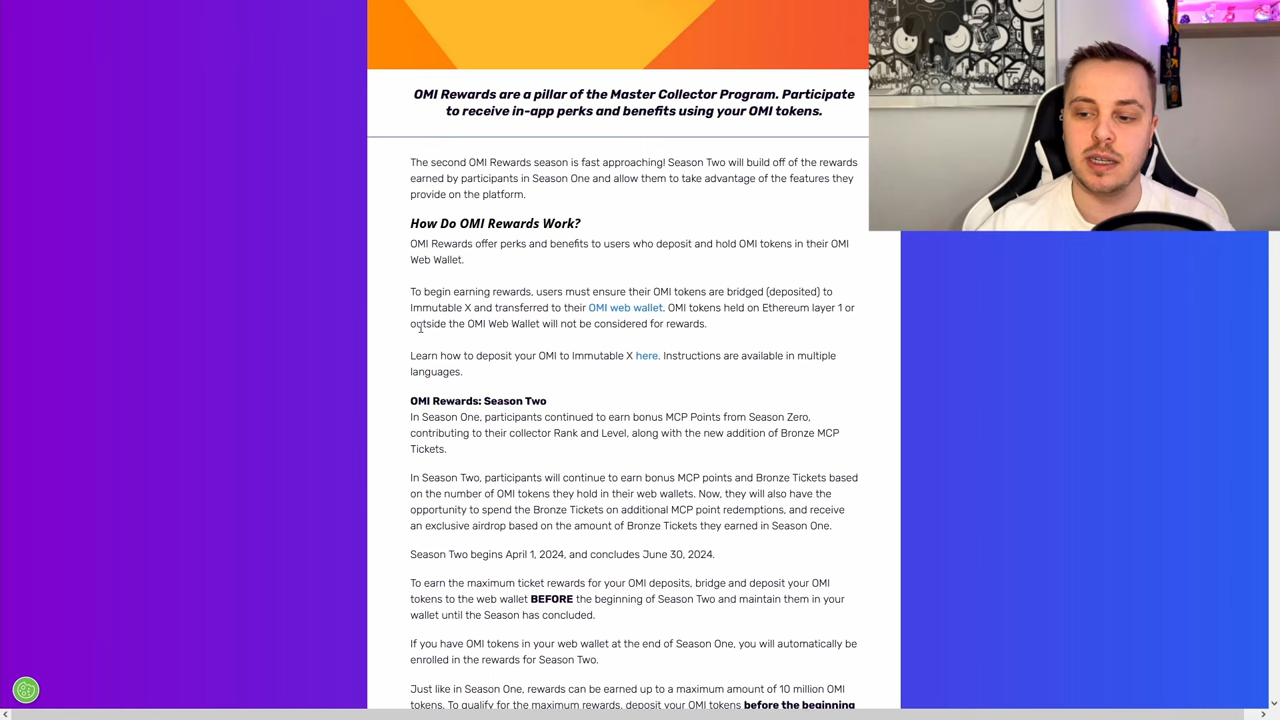 OMI Rewards are a pillar of the Master Collector Program. Participate
to receive in-app perks and benefits using your OMI tokens.
The second OMI Rewards season is fast approaching! Season Two will build off of the rewards
earned by participants in Season One and allow them to take advantage of the features they
provide on the platform.
How Do OMI Rewards Work?
OMI Rewards offer perks and benefits to users who deposit and hold OMI tokens in their OMI
Web Wallet.
To begin earning rewards, users must ensure their OMI tokens are bridged (deposited) to
Immutable X and transferred to their OMI web wallet. OMI tokens held on Ethereum layer 1 or
outside the OMI Web Wallet will not be considered for rewards.
Learn how to deposit your OMI to Immutable X here. Instructions are available in multiple
languages.
OMI Rewards: Season Two
In Season One, participants continued to earn bonus MCP Points from Season Zero,
contributing to their collector Rank and Level, along with the new addition of Bronze MCP
Tickets.
In Season Two, participants will continue to earn bonus MCP points and Bronze Tickets based
on the number of OMI tokens they hold in their web wallets. Now, they will also have the
opportunity to spend the Bronze Tickets on additional MCP point redemptions, and receive
an exclusive airdrop based on the amount of Bronze Tickets they earned in Season One.
Season Two begins April 1, 2024, and concludes June 30, 2024.
To earn the maximum ticket rewards for your OMI deposits, bridge and deposit your OMI
tokens to the web wallet BEFORE the beginning of Season Two and maintain them in your
wallet until the Season has concluded.
If you have OMI tokens in your web wallet at the end of Season One, you will automatically be
enrolled in the rewards for Season Two.
Just like in Season One, rewards can be earned up to a maximum amount of 10 million OMI
tokens. To qualify for the maximum rewards, deposit your OMI tokens before the beginning